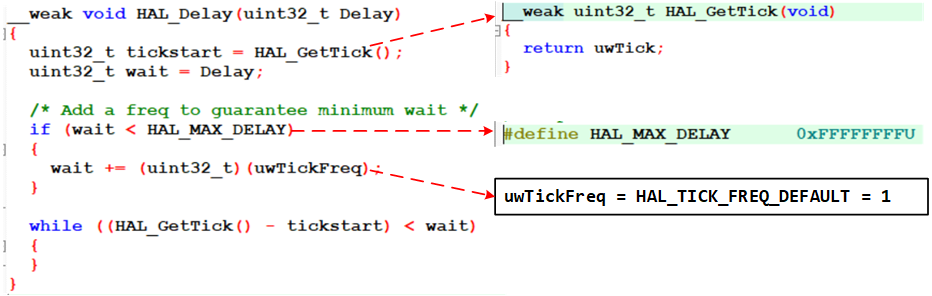 __weak void HAL_Delay(uint32_t Delay)
{
uint32_t tickstart = HAL_GetTick();
uint32_t wait = Delay;
/* Add a freq to guarantee minimum wait */
if (wait < HAL_MAX_DELAY)
{
wait += (uint32_t)(uwTickFreq);
}
while ((HAL_GetTick() - tickstart) < wait)
{
}
}
__weak uint32_t HAL_GetTick(void)
{
return uwTick;
}
#define HAL_MAX_DELAY 0xFFFFFFFFU
uwTickFreq = HAL_TICK_FREQ_DEFAULT = 1